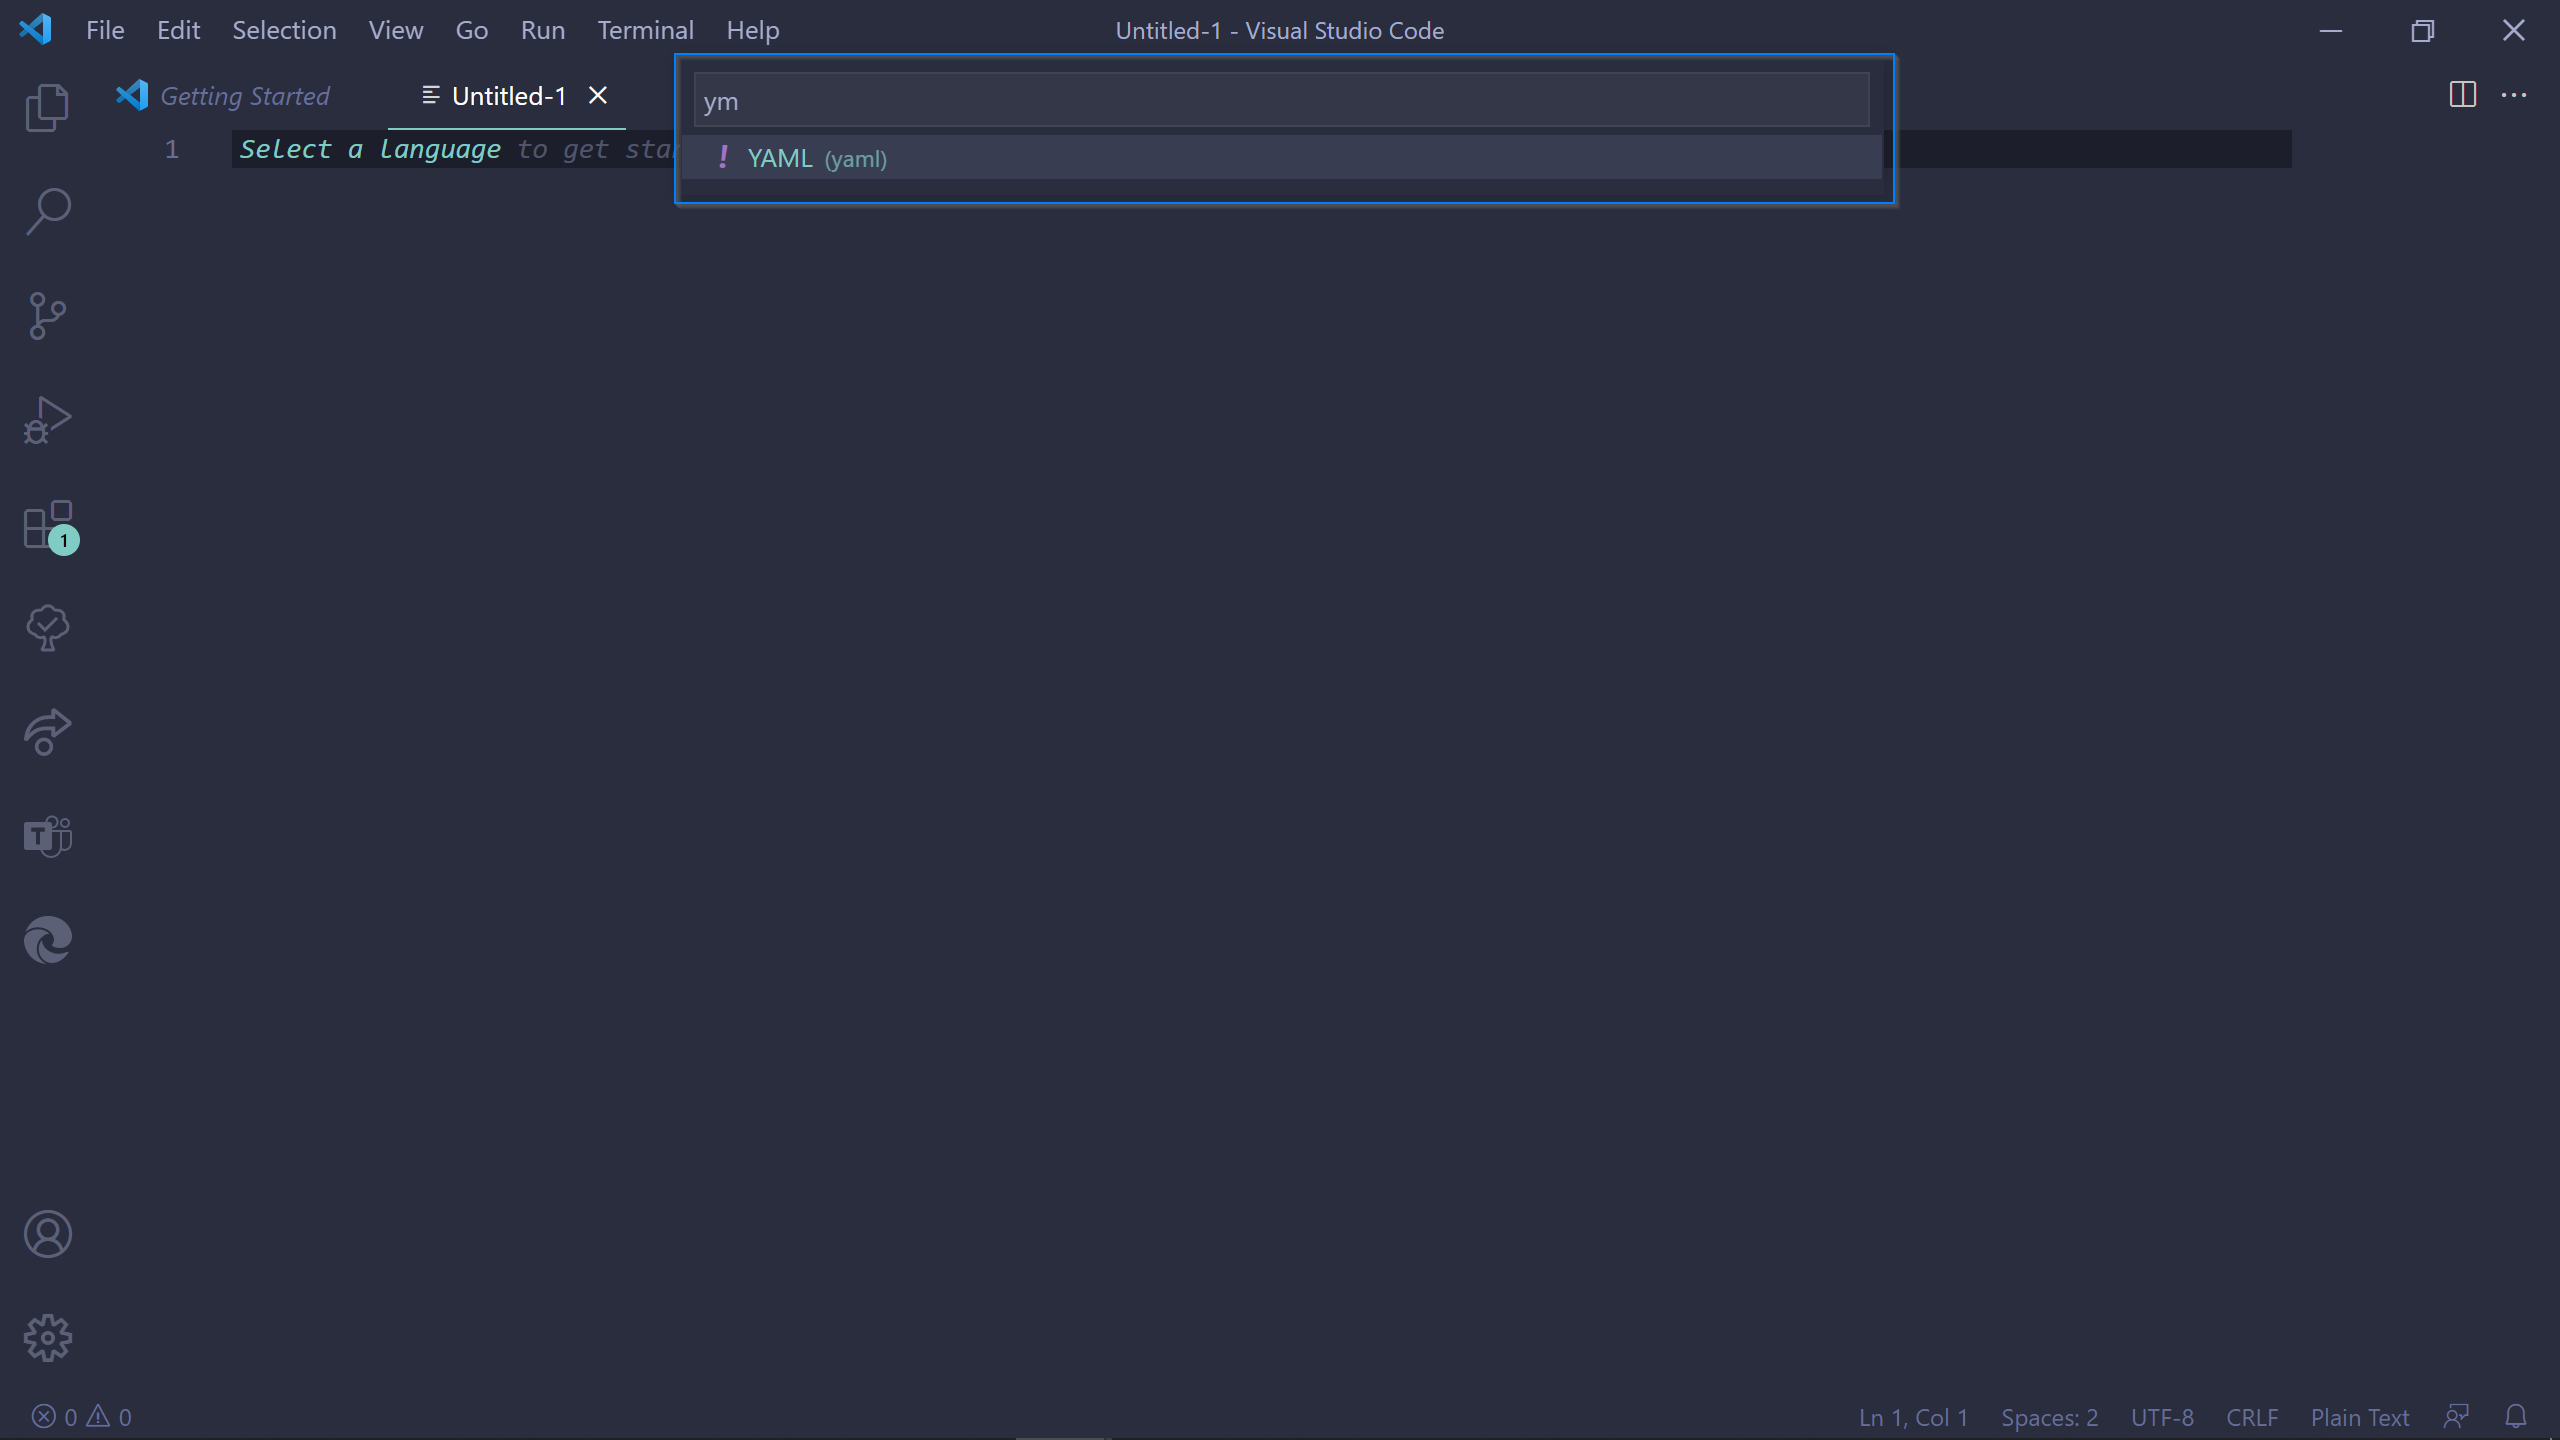 File Edit Selection View Go Run Terminal Help
Untitled-1 - Visual Studio Code
Getting Started
Untitled-1
ym
1
Select a language to get star
YAML (yaml)
1
0 0
Ln 1, Col 1 Spaces: 2 UTF-8 CRLF Plain Text